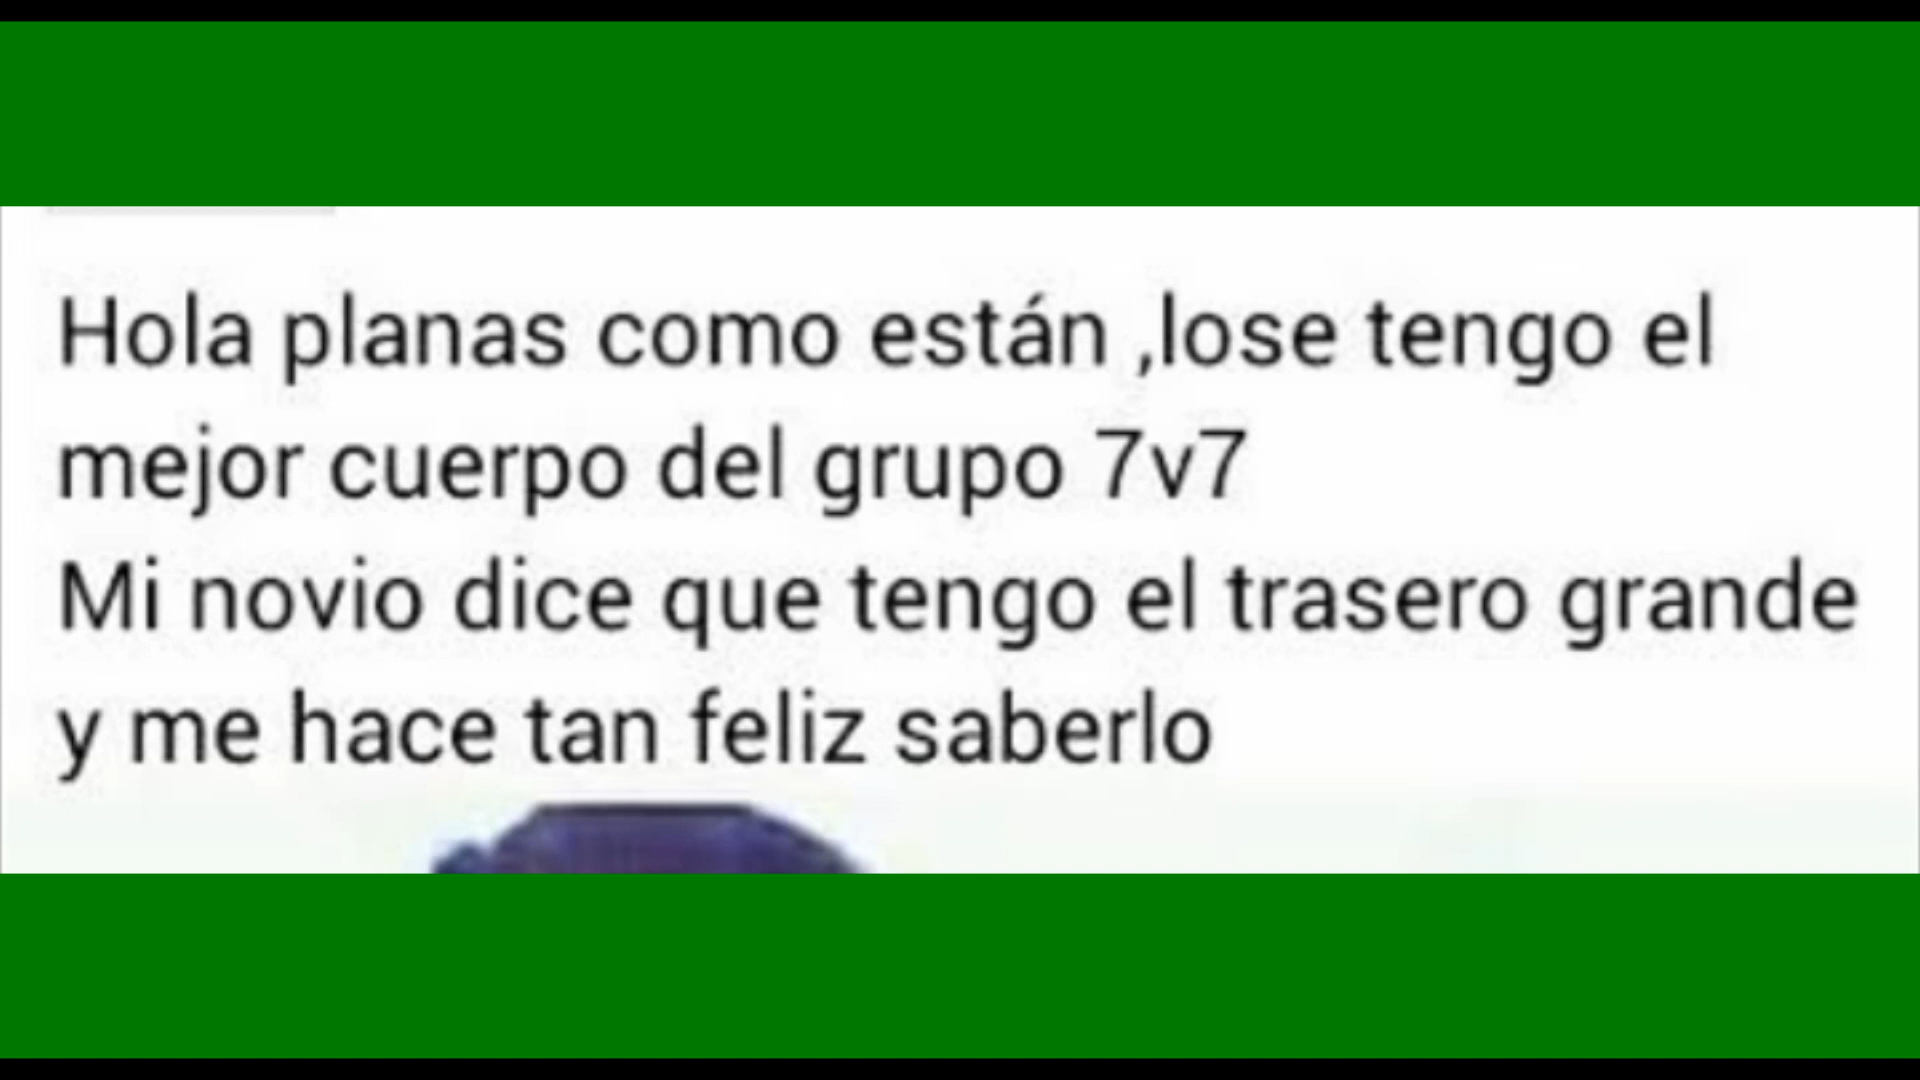 Hola planas como están ,lose tengo el
mejor cuerpo del grupo 7v7
Mi novio dice que tengo el trasero grande
y me hace tan feliz saberlo